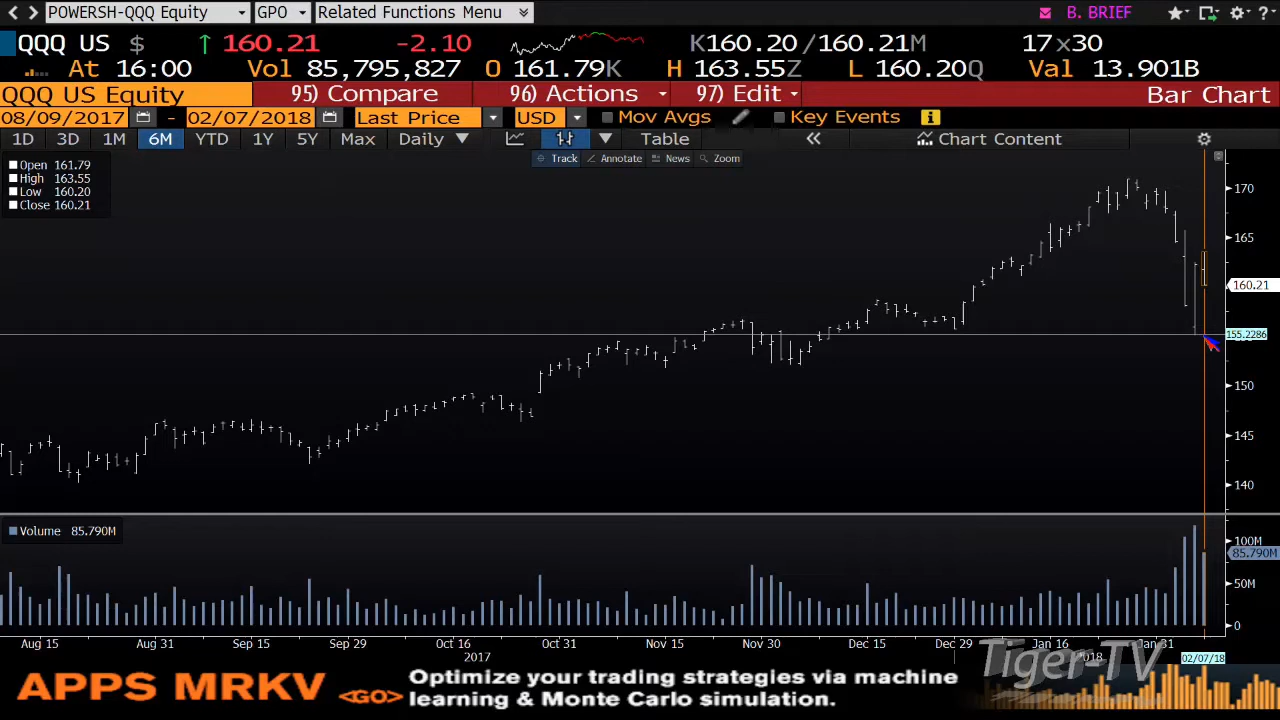 POWERSH-QQQ Equity GPO Related Functions Menu B. BRIEF
QQQ US $ ↑ 160.21 -2.10 K160.20/160.21M 17x30
At 16:00 Vol 85,795,827 O 161.79K H 163.55Z L 160.20Q Val 13.901B
QQQ US Equity 95) Compare 96) Actions 97) Edit Bar Chart
08/09/2017 - 02/07/2018 Last Price USD Mov Avgs Key Events
1D 3D 1M 6M YTD 1Y 5Y Max Daily Table Chart Content
Track Annotate News Zoom
Open 161.79
High 163.55
Low 160.20
Close 160.21
170
165
160.21
155.2286
150
145
140
Volume 85.790M
100M
85.790M
50M
0
Aug 15 Aug 31 Sep 15 Sep 29 Oct 16 Oct 31 Nov 15 Nov 30 Dec 15 Dec 29 Jan 16 Jan 31
2017 2018 02/07/18
Tiger-TV
APPS MRKV <GO> Optimize your trading strategies via machine
learning & Monte Carlo simulation.